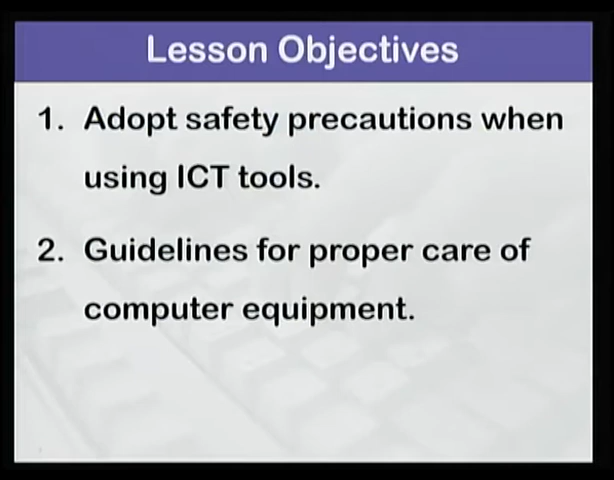 Lesson Objectives
1. Adopt safety precautions when
using ICT tools.
2. Guidelines for proper care of
computer equipment.